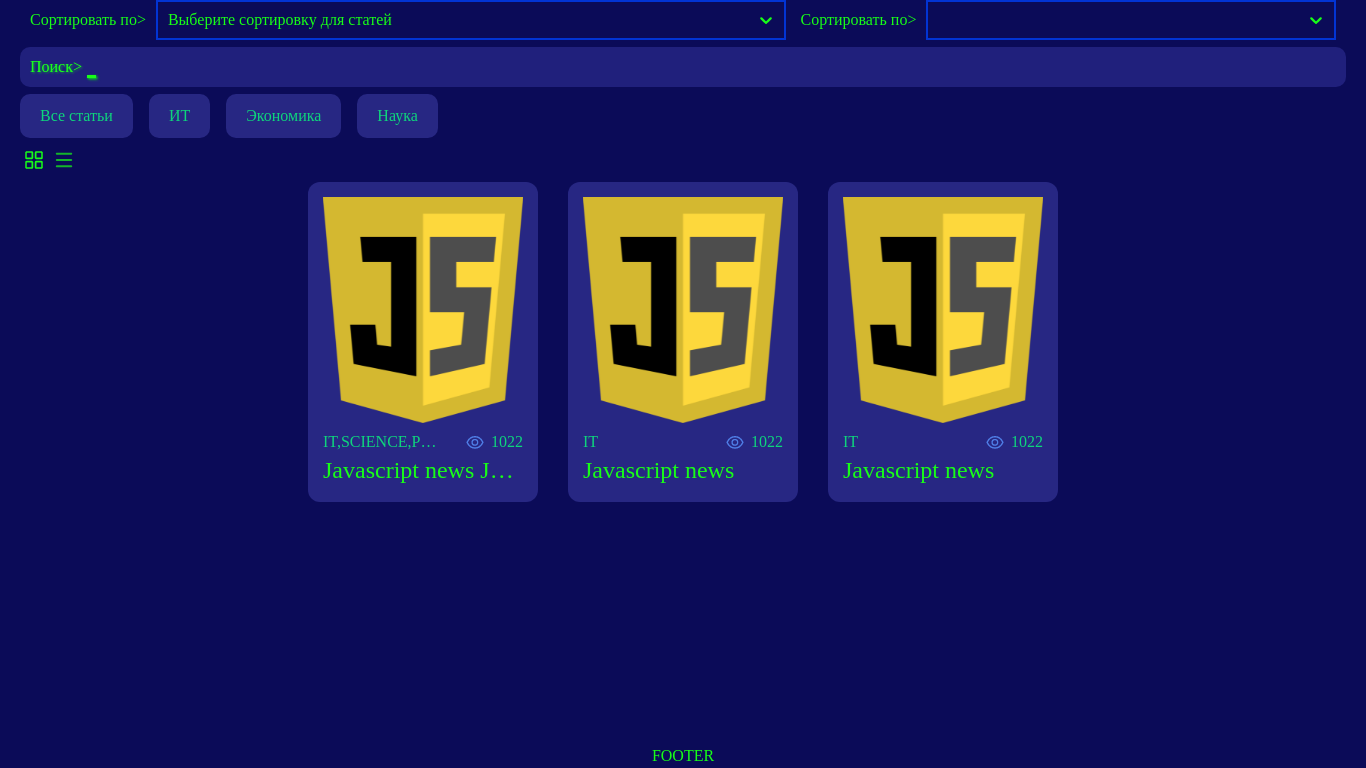 Сортировать по> Выберите сортировку для статей Сортировать по>
Поиск> _
Все статьи ИТ Экономика Наука
JS JS JS
IT,SCIENCE,P… 1022 IT 1022 IT 1022
Javascript news J… Javascript news Javascript news
FOOTER